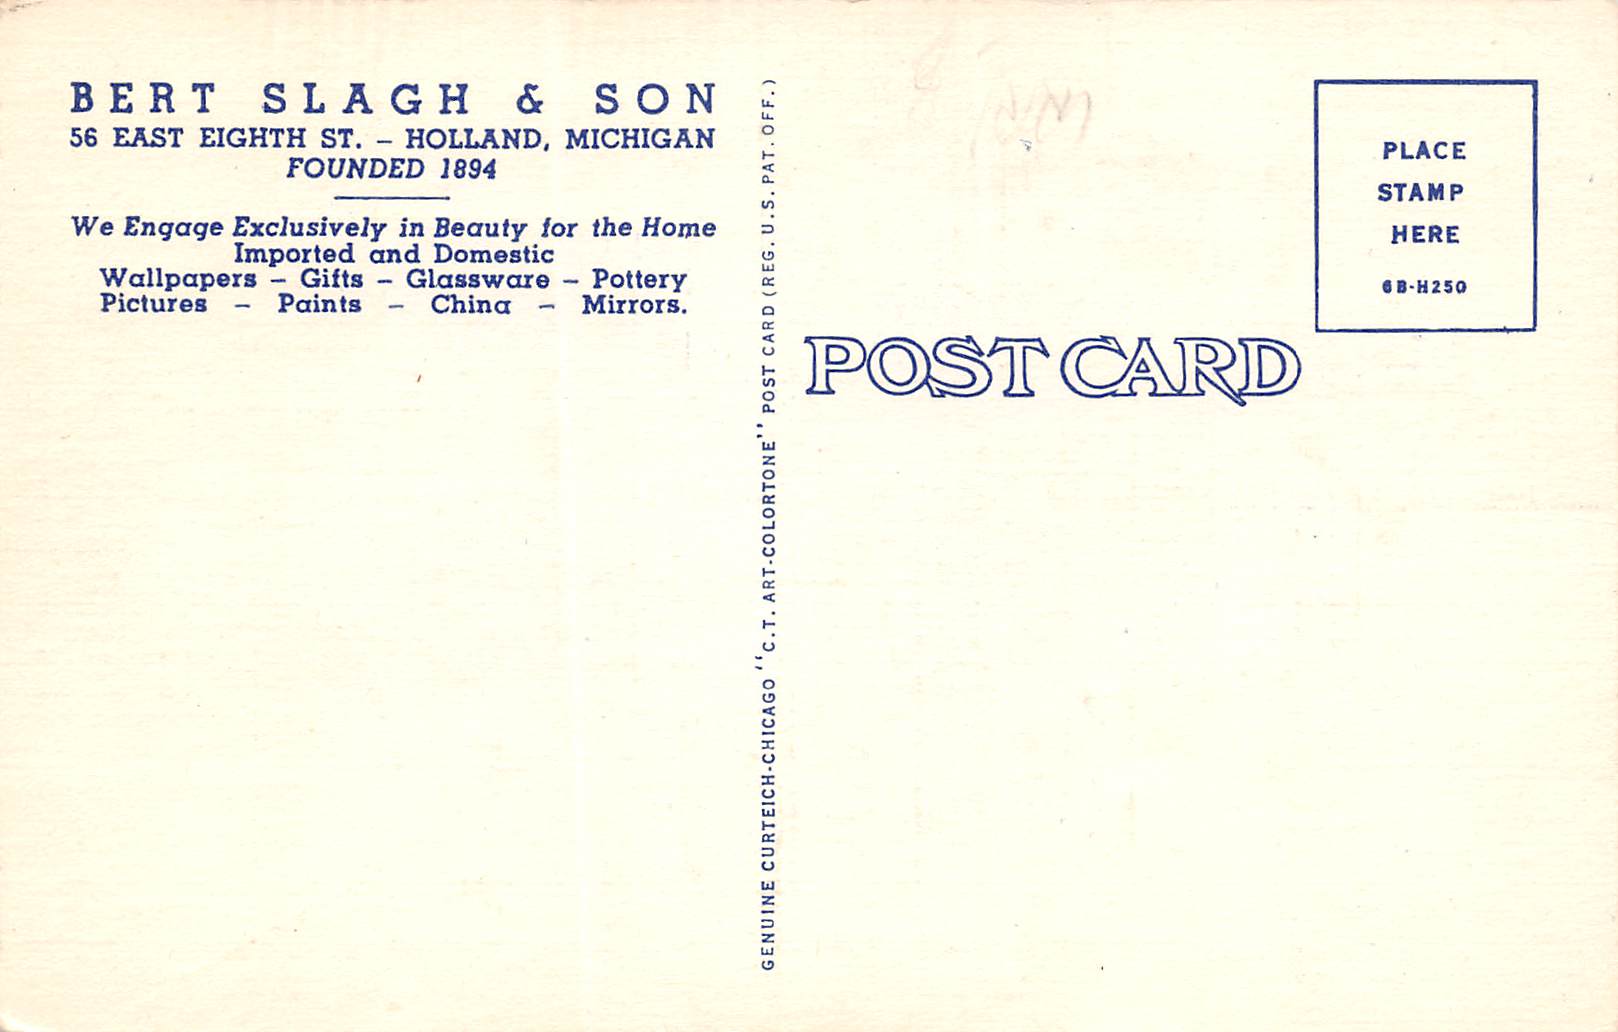 BERT SLAGH & SON
56 EAST EIGHTH ST. – HOLLAND, MICHIGAN
FOUNDED 1894
We Engage Exclusively in Beauty for the Home
Imported and Domestic
Wallpapers – Gifts – Glassware – Pottery
Pictures – Paints – China – Mirrors.
GENUINE CURTEICH-CHICAGO "C.T. ART-COLORTONE" POST CARD (REG. U.S. PAT. OFF.)
PLACE
STAMP
HERE
6B-H250
POST CARD